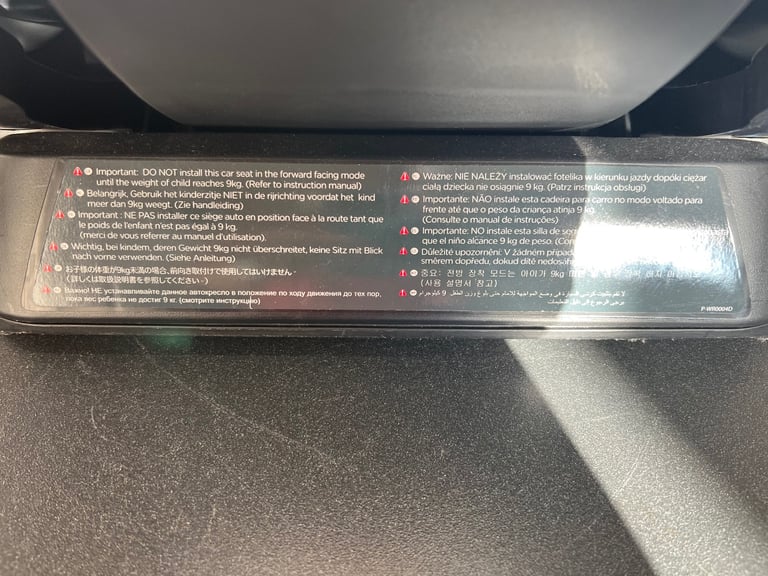 Important: DO NOT install this car seat in the forward facing mode
until the weight of child reaches 9kg. (Refer to instruction manual)
Belangrijk, Gebruik het kinderzitje NIET in de rijrichting voordat het kind
meer dan 9kg weegt. (Zie handleiding)
Important : NE PAS installer ce siège auto en position face à la route tant que
le poids de l'enfant n'est pas égal à 9 kg.
(merci de vous referrer au manuel d'utilisation).
Wichtig, bei kindem, deren Gewicht 9kg nicht überschreitet, keine Sitz mit Blick
nach vorne verwenden. (Siehe Anleitung)
お子様の体重が9kg未満の場合、前向き取付けで使用してはいけません。
(詳しくは取扱説明書を参照してください。)
Важно! НЕ устанавливайте данное автокресло в положение по ходу движения до тех пор,
пока вес ребенка не достиг 9 кг. (смотрите инструкцию)
Ważne: NIE NALEŻY instalować fotelika w kierunku jazdy dopóki ciężar
ciałą dziecka nie osiągnie 9 kg. (Patrz instrukcja obsługi)
Importante: NÃO instale esta cadeira para carro no modo voltado para
frente até que o peso da criança atinja 9 kg.
(Consulte o manual de instruções)
Importante: NO instale esta silla de
que el niño alcance 9 kg de peso.
Důležité upozornění: V žádném
směrem dopředu, dokud dítě
중요: 전방 장착 모드는 아이가 9kg
(사용 설명서 참고)
P-WR0004D